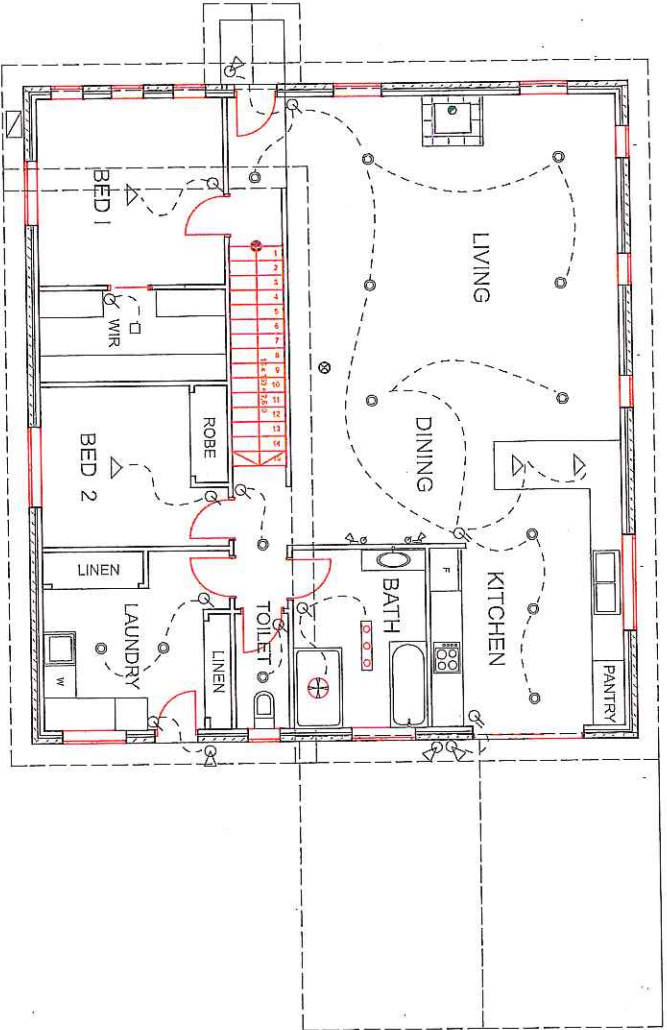 LIVING
DINING
KITCHEN
PANTRY
F
BATH
1
2
3
4
5
6
7
8
9
10
11
12
13
14
15
BED 1
WIR
ROBE
BED 2
LINEN
LAUNDRY
LINEN
TOILET
W